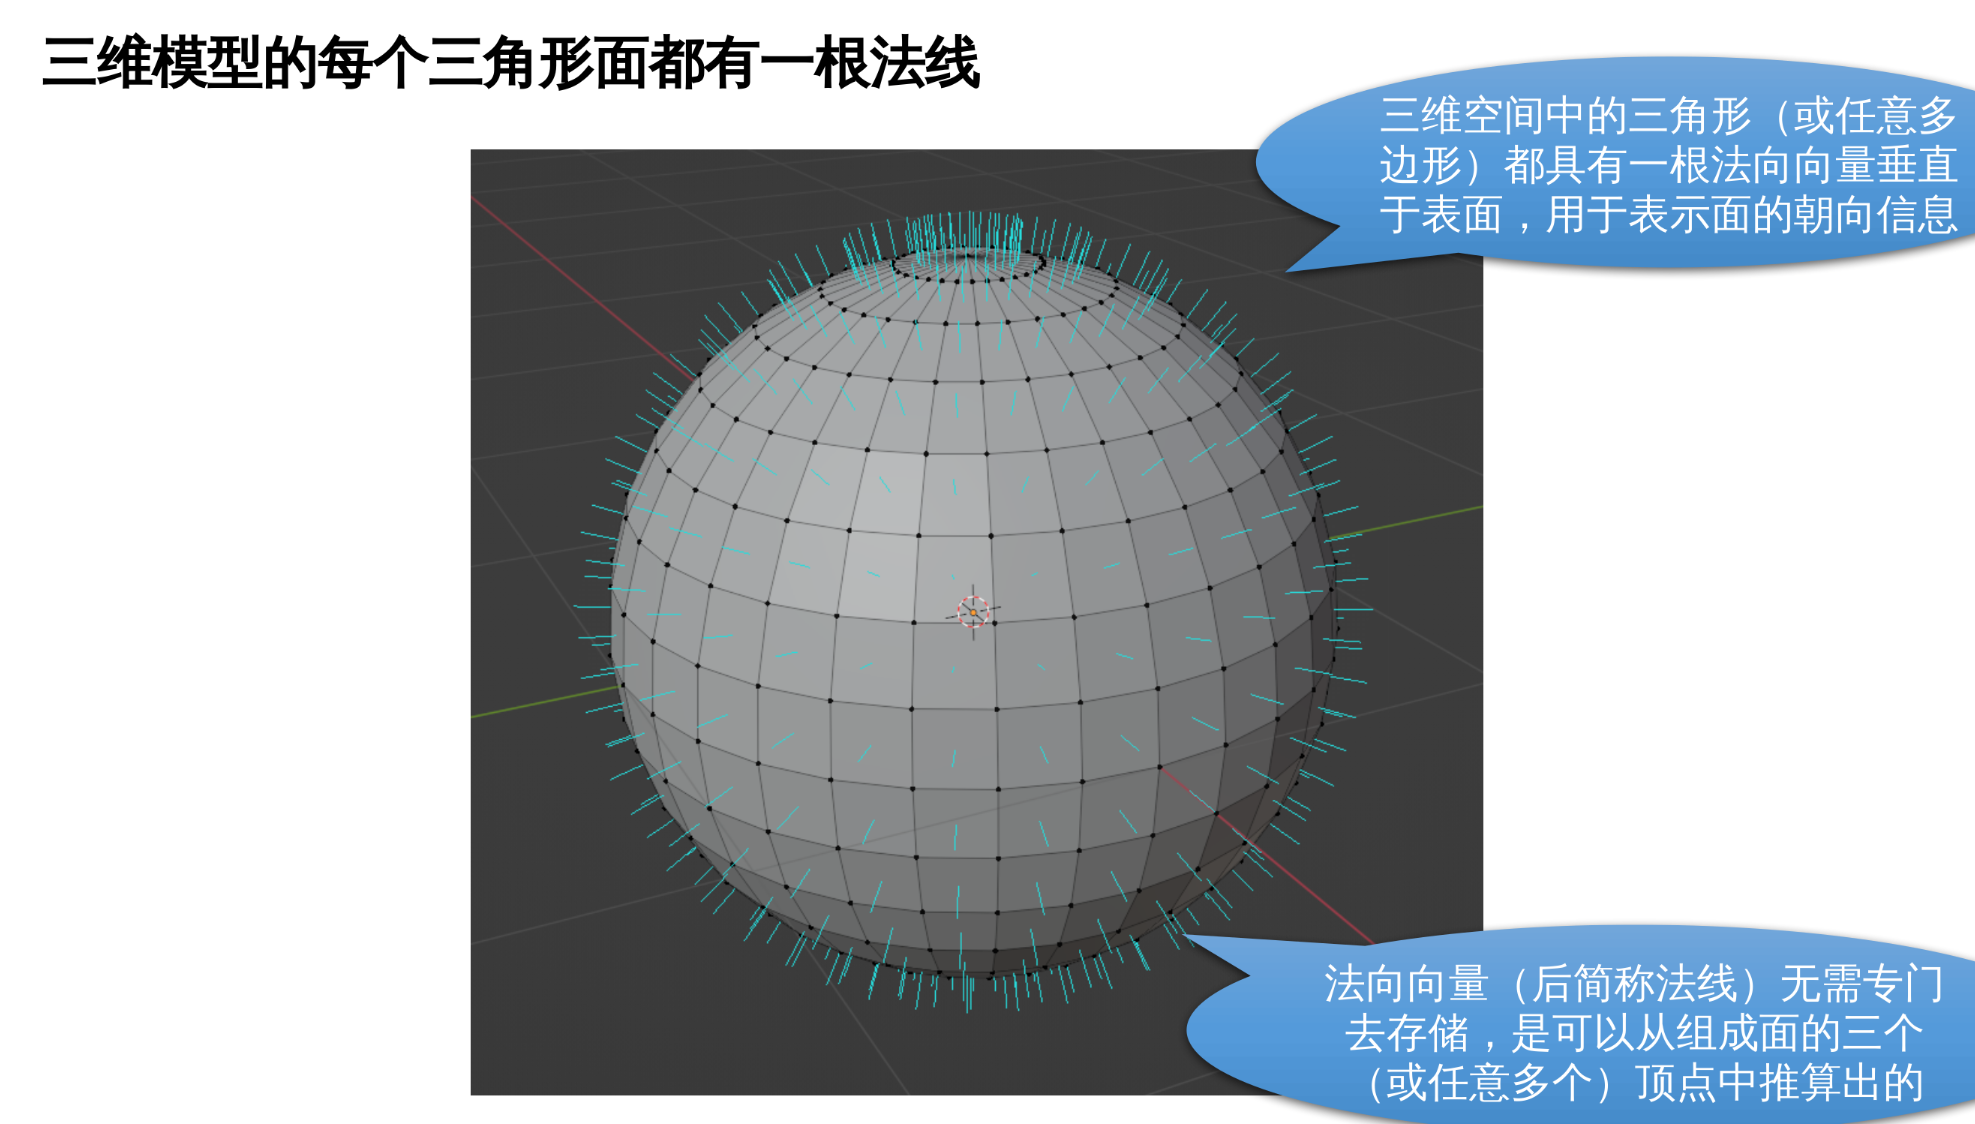 三维模型的每个三角形面都有一根法线
三维空间中的三角形（或任意多
边形）都具有一根法向向量垂直
于表面，用于表示面的朝向信息
法向向量（后简称法线）无需专门
去存储，是可以从组成面的三个
（或任意多个）顶点中推算出的